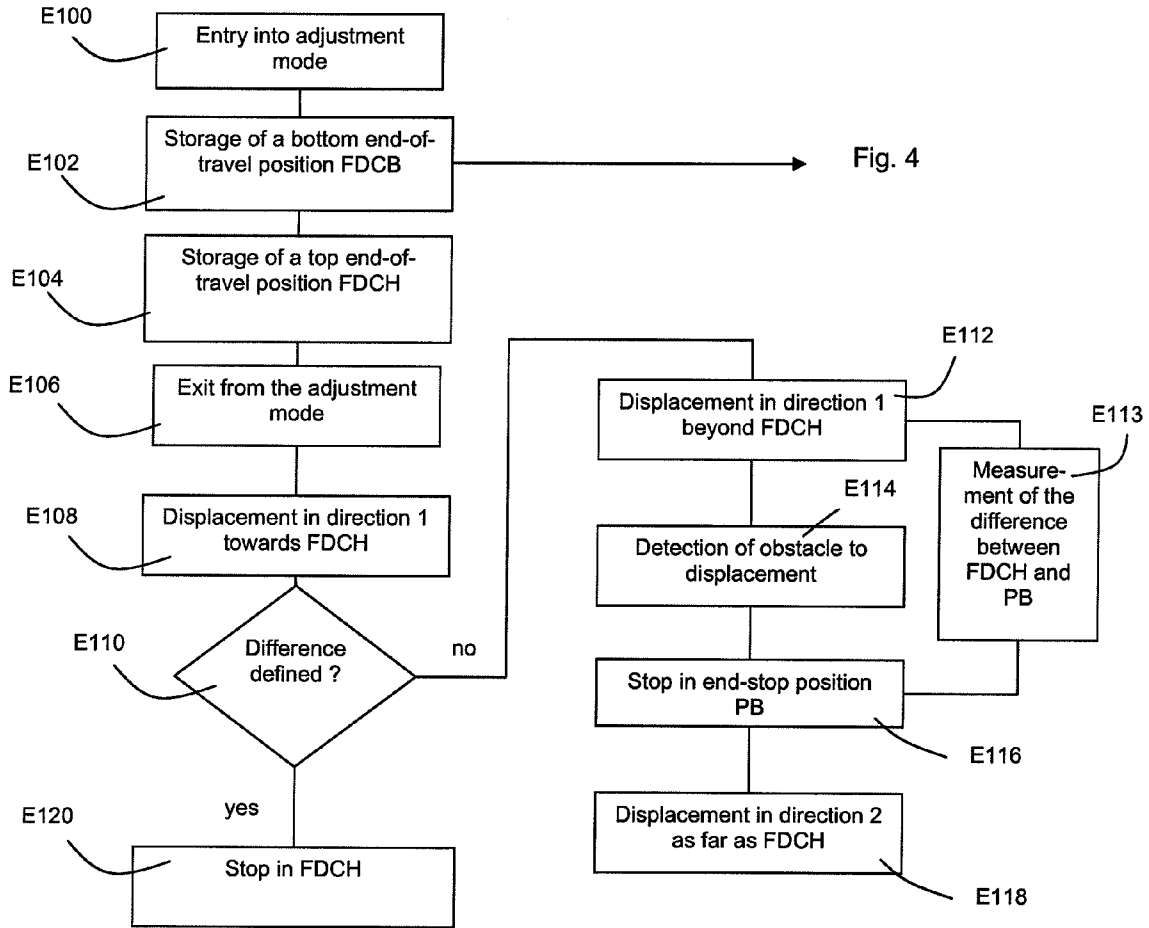 E100
Entry into adjustment
mode
E102
Storage of a bottom end-of-
travel position FDCB
Fig. 4
E104
Storage of a top end-of-
travel position FDCH
E106
Exit from the adjustment
mode
E108
Displacement in direction 1
towards FDCH
E110
Difference
defined ?
no
yes
E120
Stop in FDCH
E112
Displacement in direction 1
beyond FDCH
E113
Measure-
ment of the
difference
between
FDCH and
PB
E114
Detection of obstacle to
displacement
Stop in end-stop position
PB
E116
Displacement in direction 2
as far as FDCH
E118